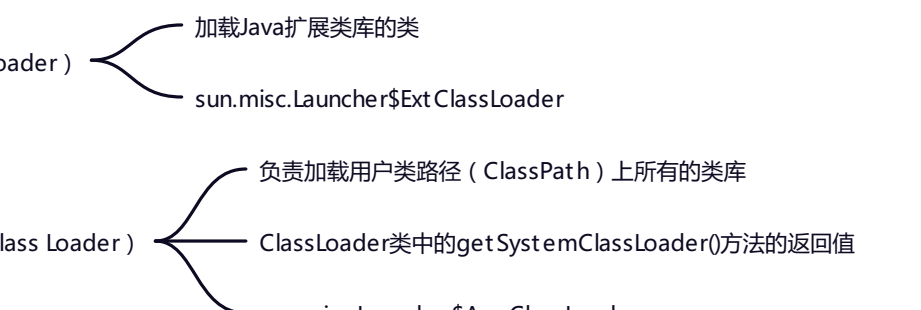 加载Java扩展类库的类
oader）
sun.misc.Launcher$ExtClassLoader
负责加载用户类路径（ClassPath）上所有的类库
lass Loader） ClassLoader类中的getSystemClassLoader()方法的返回值